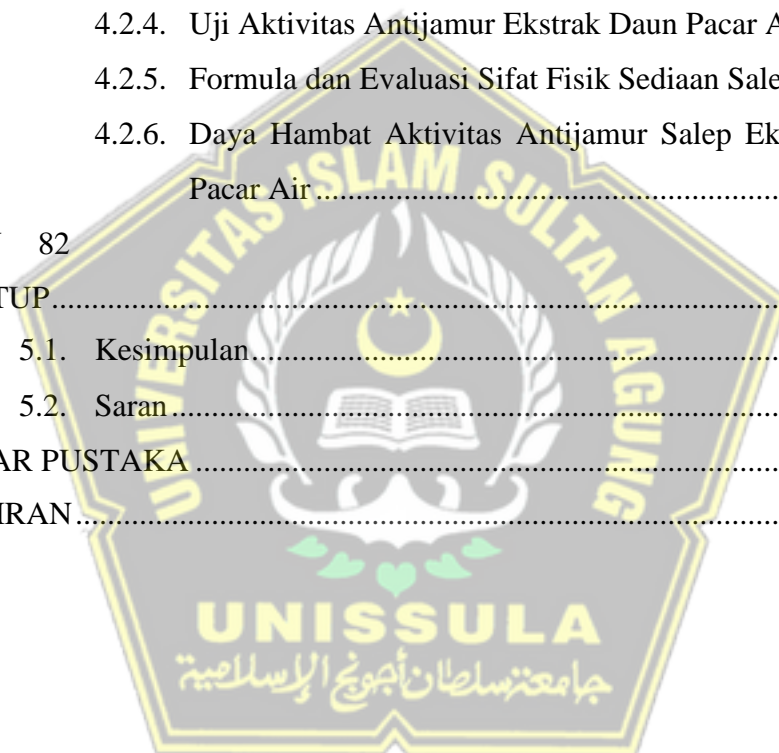 4.2.4. Uji Aktivitas Antijamur Ekstrak Daun Pacar A
4.2.5. Formula dan Evaluasi Sifat Fisik Sediaan Sale
4.2.6. Daya Hambat Aktivitas Antijamur Salep Ek
Pacar Air
82
TUP
5.1. Kesimpulan
5.2. Saran
AR PUSTAKA
IRAN
UNIVERSITAS ISLAM SULTAN AGUNG
UNISSULA
جامعة سلطان أجونج الإسلامية